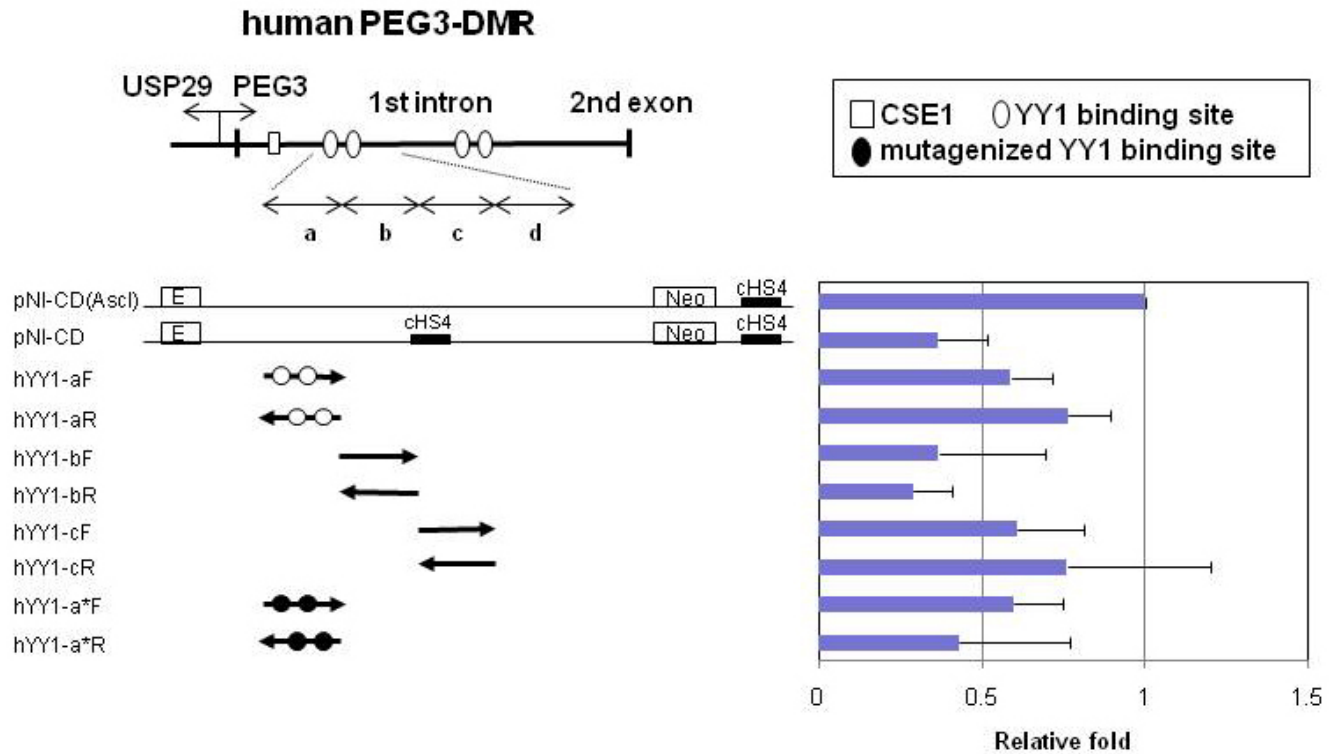 human PEG3-DMR
USP29 PEG3 1st intron 2nd exon
CSE1 YY1 binding site
mutagenized YY1 binding site
a b c d
pNI-CD(AscI) E Neo cHS4
pNI-CD E cHS4 Neo cHS4
hYY1-aF
hYY1-aR
hYY1-bF
hYY1-bR
hYY1-cF
hYY1-cR
hYY1-a*F
hYY1-a*R
0 0.5 1 1.5
Relative fold